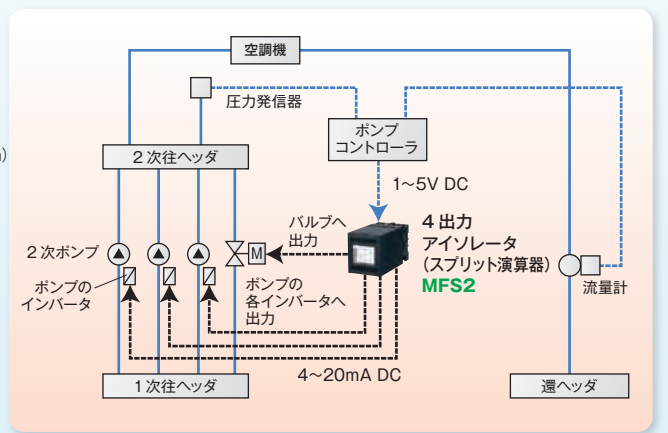 空調機
圧力発信器
ポンプ
コントローラ
2次往ヘッダ
1~5V DC
バルブへ
出力
4出力
アイソレータ
(スプリット演算器)
MFS2
2次ポンプ
M
ポンプの
インバータ
ポンプの
各インバータへ
出力
流量計
4~20mA DC
1次往ヘッダ
還ヘッダ